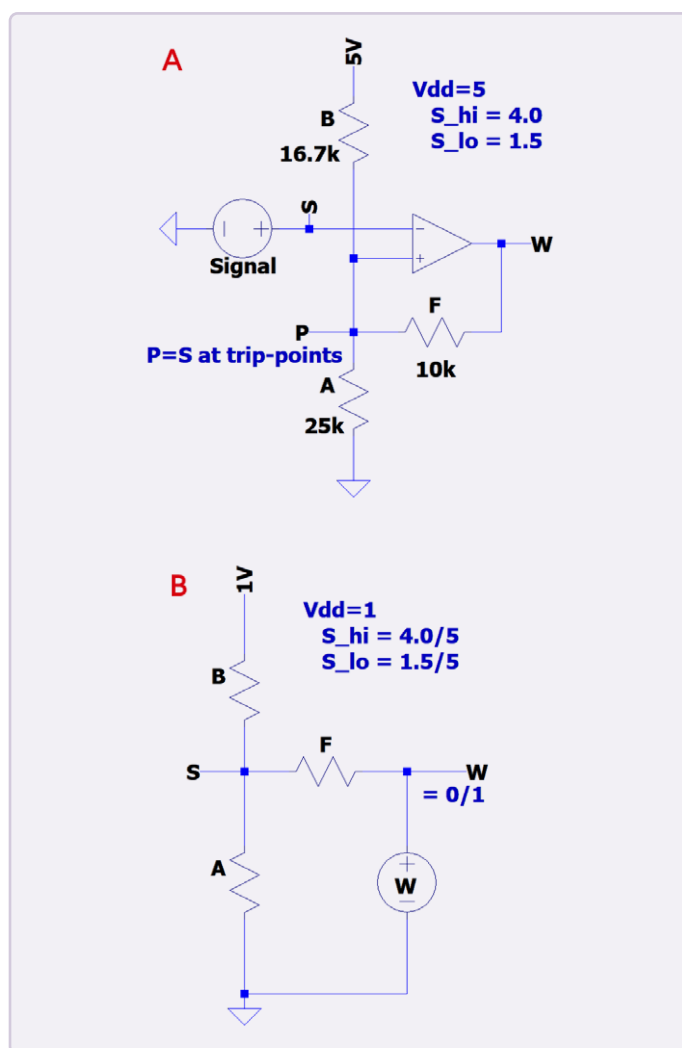 A
5V
Vdd=5
S_hi = 4.0
S_lo = 1.5
B
16.7k
S
Signal
-
+
W
F
P
P=S at trip-points
10k
A
25k
B
1V
Vdd=1
S_hi = 4.0/5
S_lo = 1.5/5
B
F
S
W
= 0/1
A
+
W
-